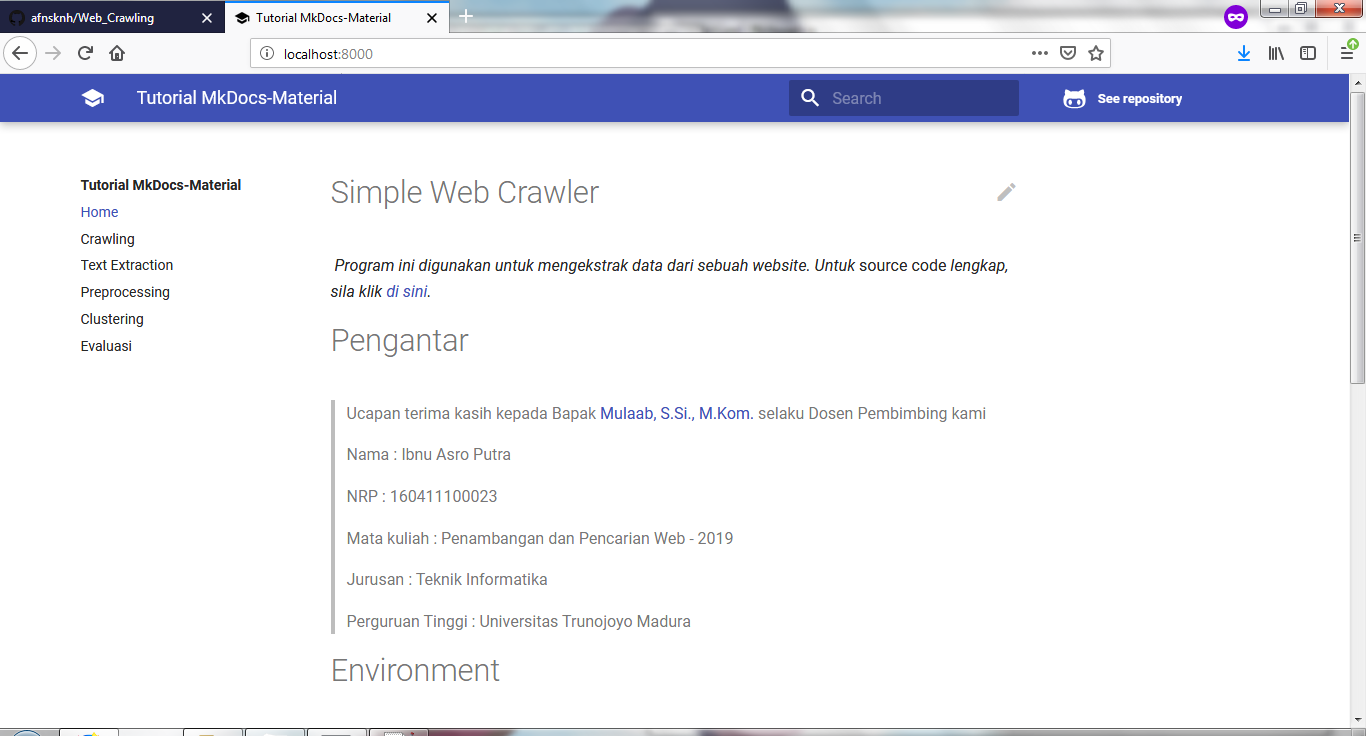 afnsknh/Web_Crawling
Tutorial MkDocs-Material
localhost:8000
Tutorial MkDocs-Material
Search
See repository
Tutorial MkDocs-Material
Home
Crawling
Text Extraction
Preprocessing
Clustering
Evaluasi
Simple Web Crawler
Program ini digunakan untuk mengekstrak data dari sebuah website. Untuk source code lengkap,
sila klik di sini.
Pengantar
Ucapan terima kasih kepada Bapak Mulaab, S.Si., M.Kom. selaku Dosen Pembimbing kami
Nama : Ibnu Asro Putra
NRP : 160411100023
Mata kuliah : Penambangan dan Pencarian Web - 2019
Jurusan : Teknik Informatika
Perguruan Tinggi : Universitas Trunojoyo Madura
Environment